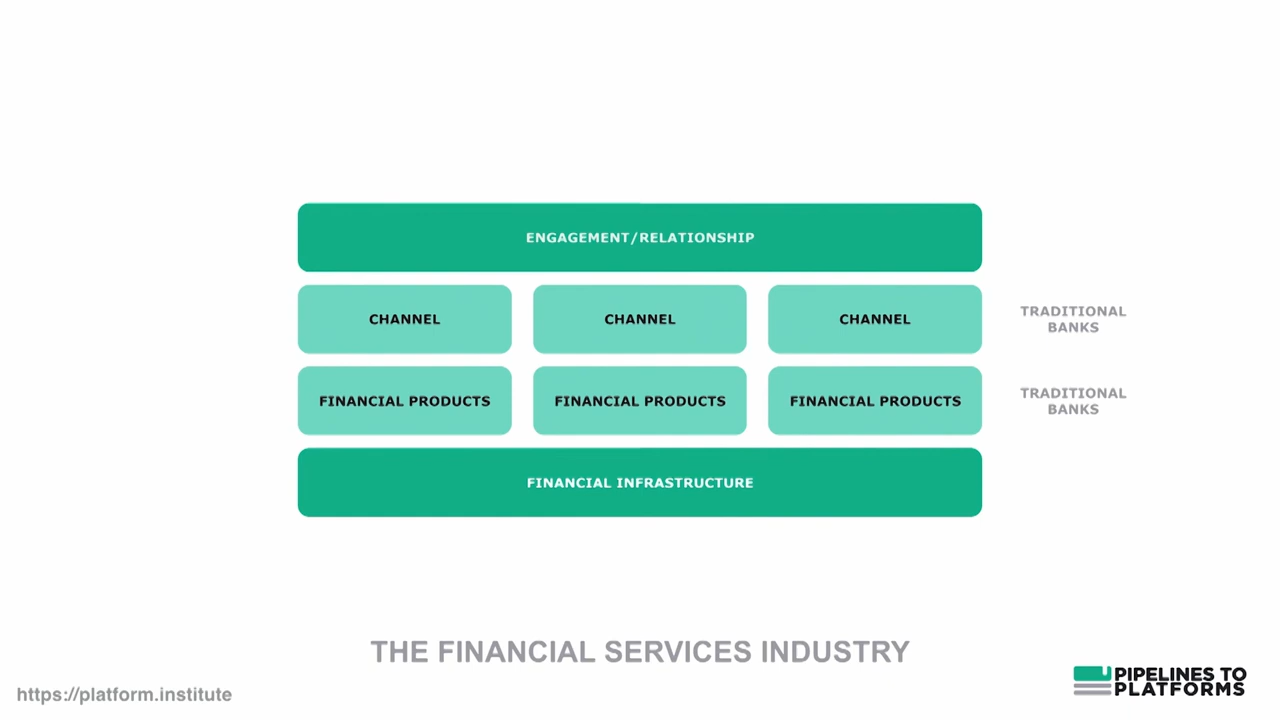 ENGAGEMENT/RELATIONSHIP
CHANNEL
CHANNEL
CHANNEL
TRADITIONAL
BANKS
FINANCIAL PRODUCTS
FINANCIAL PRODUCTS
FINANCIAL PRODUCTS
TRADITIONAL
BANKS
FINANCIAL INFRASTRUCTURE
THE FINANCIAL SERVICES INDUSTRY
https://platform.institute
PIPELINES TO
PLATFORMS